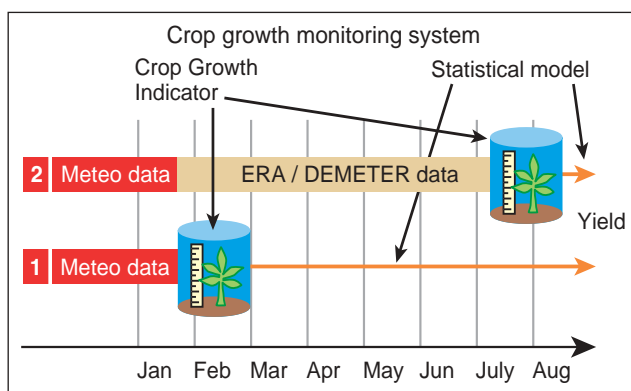 Crop growth monitoring system
Crop Growth
Indicator
Statistical model
2 Meteo data
ERA / DEMETER data
Yield
1 Meteo data
Jan Feb Mar Apr May Jun July Aug